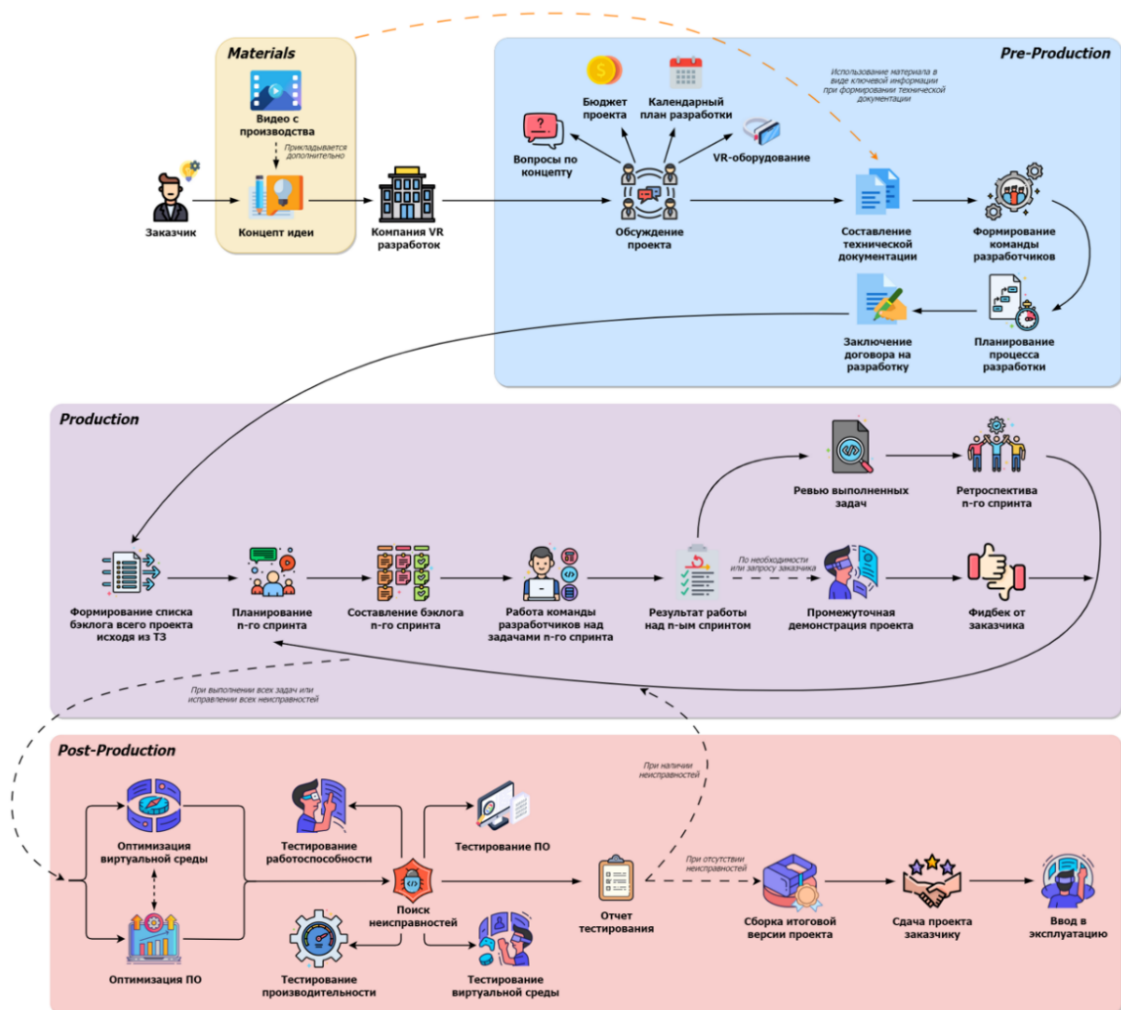 Materials
Видео с
производства
Прикладывается
дополнительно
Заказчик
Концепт идеи
Компания VR
разработок
Pre-Production
Бюджет
проекта
Календарный
план разработки
Использование материала в
виде ключевой информации
при формировании технической
документации
Вопросы по
концепту
VR-оборудование
Обсуждение
проекта
Составление
технической
документации
Формирование
команды
разработчиков
Заключение
договора на
разработку
Планирование
процесса
разработки
Production
Ревью выполненных
задач
Ретроспектива
n-го спринта
По необходимости
или запросу заказчика
Формирование списка
бэклога всего проекта
исходя из ТЗ
Планирование
n-го спринта
Составление бэклога
n-го спринта
Работа команды
разработчиков над
задачами n-го спринта
Результат работы
над n-ым спринтом
Промежуточная
демонстрация проекта
Фидбек от
заказчика
При выполнении всех задач или
исправлении всех неисправностей
Post-Production
При наличии
неисправностей
Оптимизация
виртуальной среды
Тестирование
работоспособности
Тестирование ПО
При отсутствии
неисправностей
Поиск
неисправностей
Отчет
тестирования
Сборка итоговой
версии проекта
Сдача проекта
заказчику
Ввод в
эксплуатацию
Оптимизация ПО
Тестирование
производительности
Тестирование
виртуальной среды